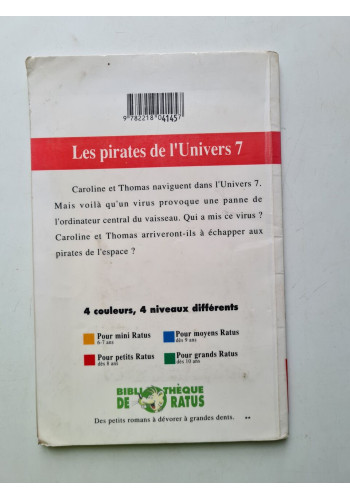 9 782218 041457
Les pirates de l'Univers 7
Caroline et Thomas naviguent dans l'Univers 7.
Mais voilà qu'un virus provoque une panne de
l'ordinateur central du vaisseau. Qui a mis ce virus ?
Caroline et Thomas arriveront-ils à échapper aux
pirates de l'espace ?
4 couleurs, 4 niveaux différents
Pour mini Ratus
6-7 ans
Pour moyens Ratus
dès 9 ans
Pour petits Ratus
dès 8 ans
Pour grands Ratus
dès 10 ans
BIBLIOTHÈQUE
DE RATUS
Des petits romans à dévorer à grandes dents. **